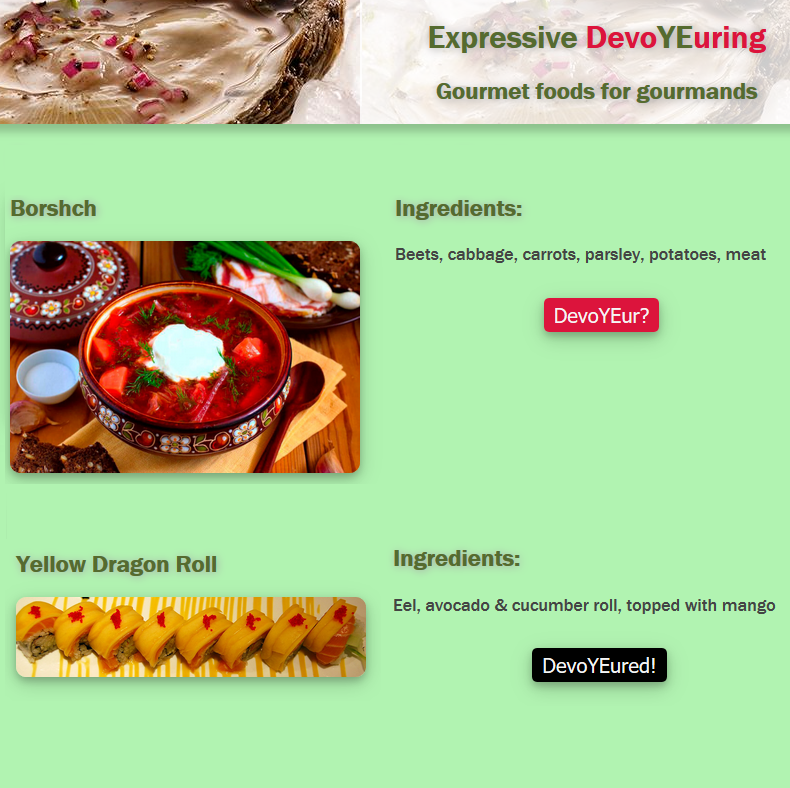 Expressive DevoYEuring
Gourmet foods for gourmands
Borshch
Ingredients:
Beets, cabbage, carrots, parsley, potatoes, meat
DevoYEur?
Yellow Dragon Roll
Ingredients:
Eel, avocado & cucumber roll, topped with mango
DevoYEured!